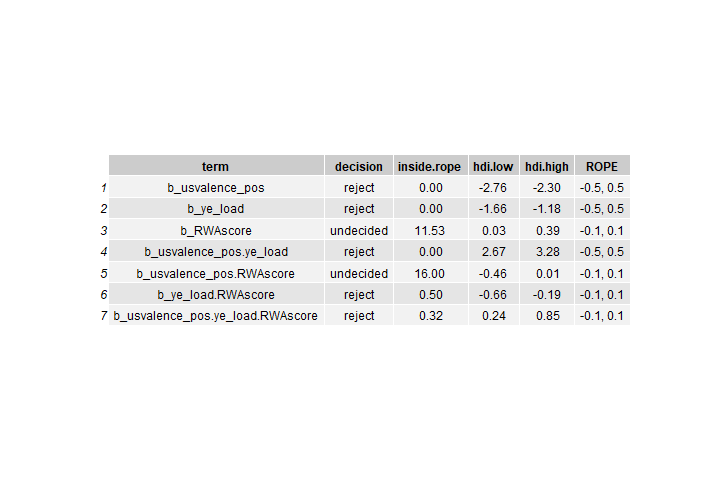 term decision inside.rope hdi.low hdi.high ROPE
1 b_usvalence_pos reject 0.00 -2.76 -2.30 -0.5, 0.5
2 b_ye_load reject 0.00 -1.66 -1.18 -0.5, 0.5
3 b_RWAscore undecided 11.53 0.03 0.39 -0.1, 0.1
4 b_usvalence_pos.ye_load reject 0.00 2.67 3.28 -0.5, 0.5
5 b_usvalence_pos.RWAscore undecided 16.00 -0.46 0.01 -0.1, 0.1
6 b_ye_load.RWAscore reject 0.50 -0.66 -0.19 -0.1, 0.1
7 b_usvalence_pos.ye_load.RWAscore reject 0.32 0.24 0.85 -0.1, 0.1